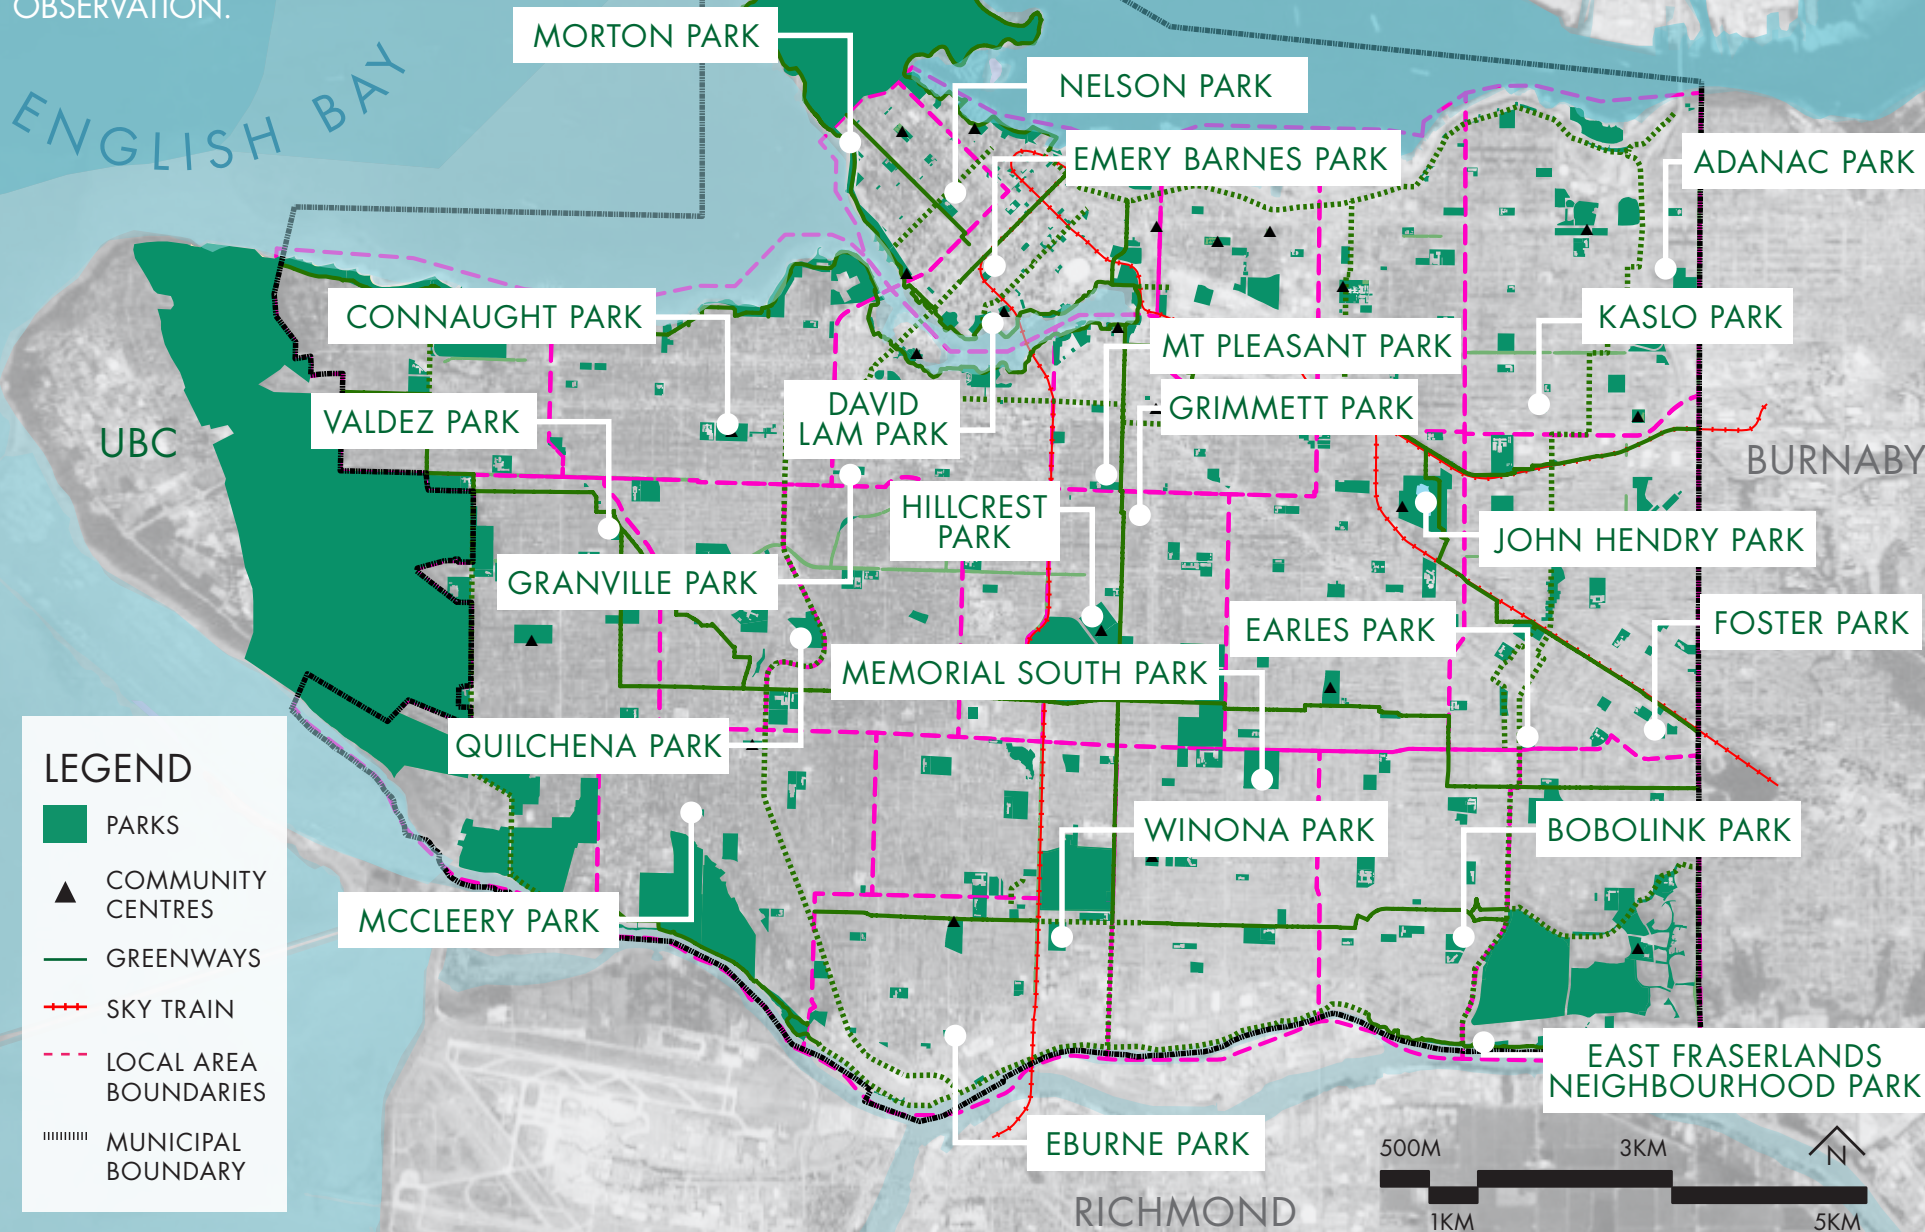 OBSERVATION.
ENGLISH BAY
MORTON PARK
NELSON PARK
EMERY BARNES PARK
ADANAC PARK
CONNAUGHT PARK
KASLO PARK
MT PLEASANT PARK
VALDEZ PARK
DAVID
LAM PARK
GRIMMETT PARK
UBC
BURNABY
HILLCREST
PARK
JOHN HENDRY PARK
GRANVILLE PARK
EARLES PARK
FOSTER PARK
MEMORIAL SOUTH PARK
QUILCHENA PARK
WINONA PARK
BOBOLINK PARK
MCCLEERY PARK
EAST FRASERLANDS
NEIGHBOURHOOD PARK
EBURNE PARK
RICHMOND
LEGEND
PARKS
COMMUNITY
CENTRES
GREENWAYS
SKY TRAIN
LOCAL AREA
BOUNDARIES
MUNICIPAL
BOUNDARY
500M
3KM
N
1KM
5KM